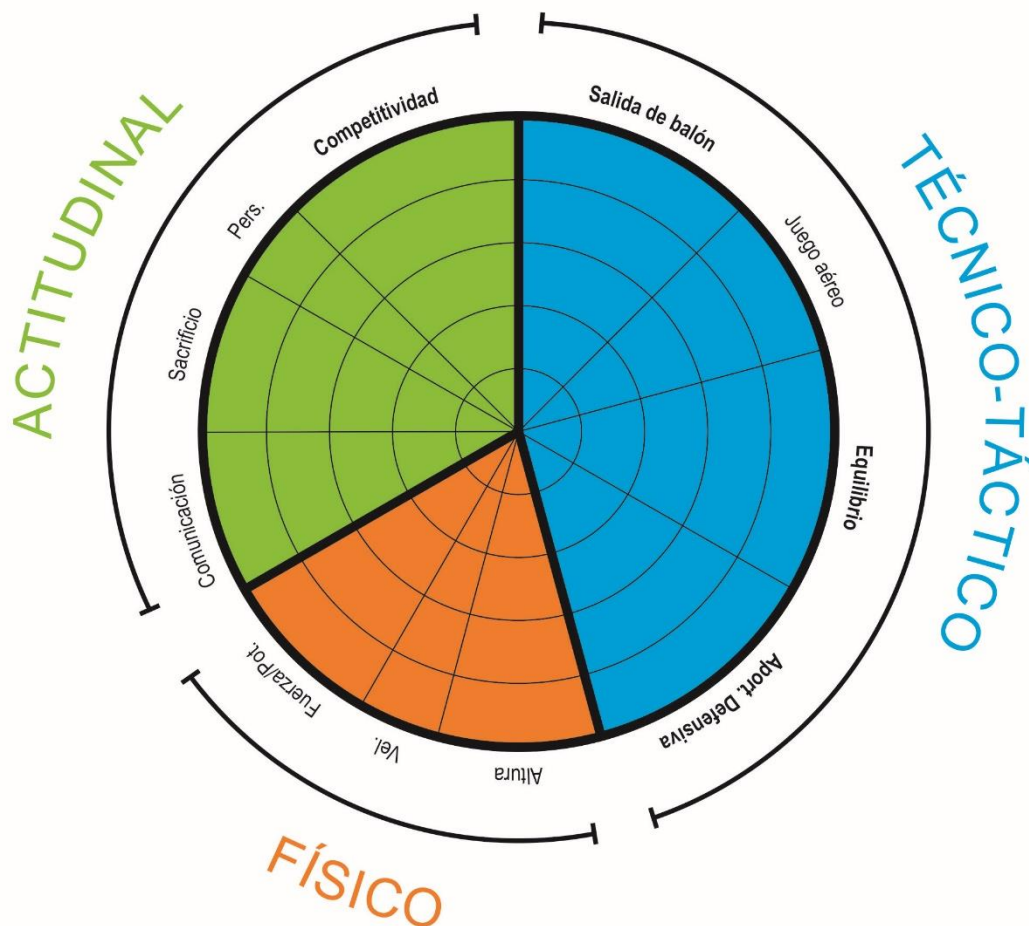 ACTITUDINAL
Competitividad
Pers.
Sacrificio
Comunicación
TÉCNICO-TÁCTICO
Salida de balón
Juego aéreo
Equilibrio
Aport. Defensiva
FÍSICO
Altura
Vel.
Fuerza/Pot.